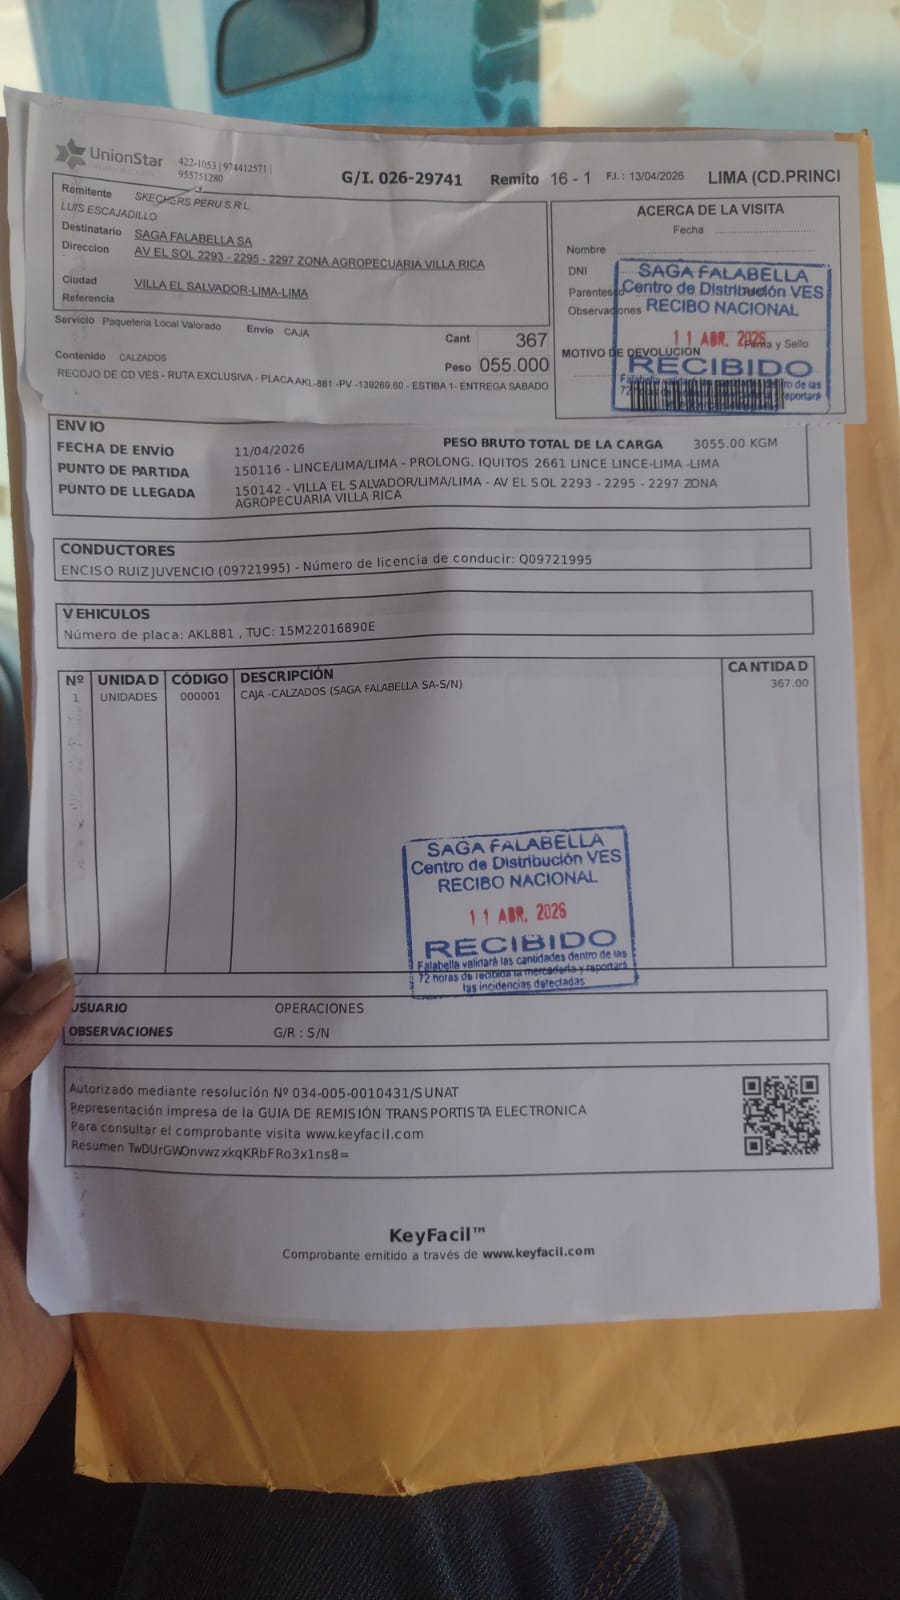 UnionStar 422-1053 | 974412571 |
955751280
G/I. 026-29741 Remito 16 - 1 F.I.: 13/04/2026 LIMA (CD.PRINCI
Remitente SKECHERS PERU S.R.L
LUIS ESCAJADILLO
Destinatario SAGA FALABELLA SA
Direccion AV EL SOL 2293 - 2295 - 2297 ZONA AGROPECUARIA VILLA RICA
Ciudad VILLA EL SALVADOR-LIMA-LIMA
Referencia
Servicio Paqueteria Local Valorado Envio CAJA
Cant 367
Contenido CALZADOS
Peso 055.000
RECOJO DE CD VES - RUTA EXCLUSIVA - PLACA AKL-881 -PV -139269.60 - ESTIBA 1- ENTREGA SABADO
ACERCA DE LA VISITA
Fecha
Nombre
DNI
Observaciones
y Sello
MOTIVO DE DEVOLUCION
SAGA FALABELLA
Centro de Distribución VES
RECIBO NACIONAL
11 ABR. 2026
RECIBIDO
ENVIO
FECHA DE ENVÍO 11/04/2026 PESO BRUTO TOTAL DE LA CARGA 3055.00 KGM
PUNTO DE PARTIDA 150116 - LINCE/LIMA/LIMA - PROLONG. IQUITOS 2661 LINCE LINCE-LIMA -LIMA
PUNTO DE LLEGADA 150142 - VILLA EL SALVADOR/LIMA/LIMA - AV EL SOL 2293 - 2295 - 2297 ZONA
AGROPECUARIA VILLA RICA
CONDUCTORES
ENCISO RUIZ JUVENCIO (09721995) - Número de licencia de conducir: Q09721995
VEHICULOS
Número de placa: AKL881 , TUC: 15M22016890E
Nº UNIDAD CÓDIGO DESCRIPCIÓN CANTIDAD
1 UNIDADES 000001 CAJA -CALZADOS (SAGA FALABELLA SA-S/N) 367.00
SAGA FALABELLA
Centro de Distribución VES
RECIBO NACIONAL
11 ABR. 2026
RECIBIDO
Falabella validará las cantidades dentro de las
72 horas de recibida la mercadería y reportará
las incidencias detectadas
USUARIO OPERACIONES
OBSERVACIONES G/R : S/N
Autorizado mediante resolución Nº 034-005-0010431/SUNAT
Representación impresa de la GUIA DE REMISIÓN TRANSPORTISTA ELECTRONICA
Para consultar el comprobante visita www.keyfacil.com
Resumen TwDUrGWOnvwzxkqKRbFRo3x1ns8=
KeyFacil™
Comprobante emitido a través de www.keyfacil.com